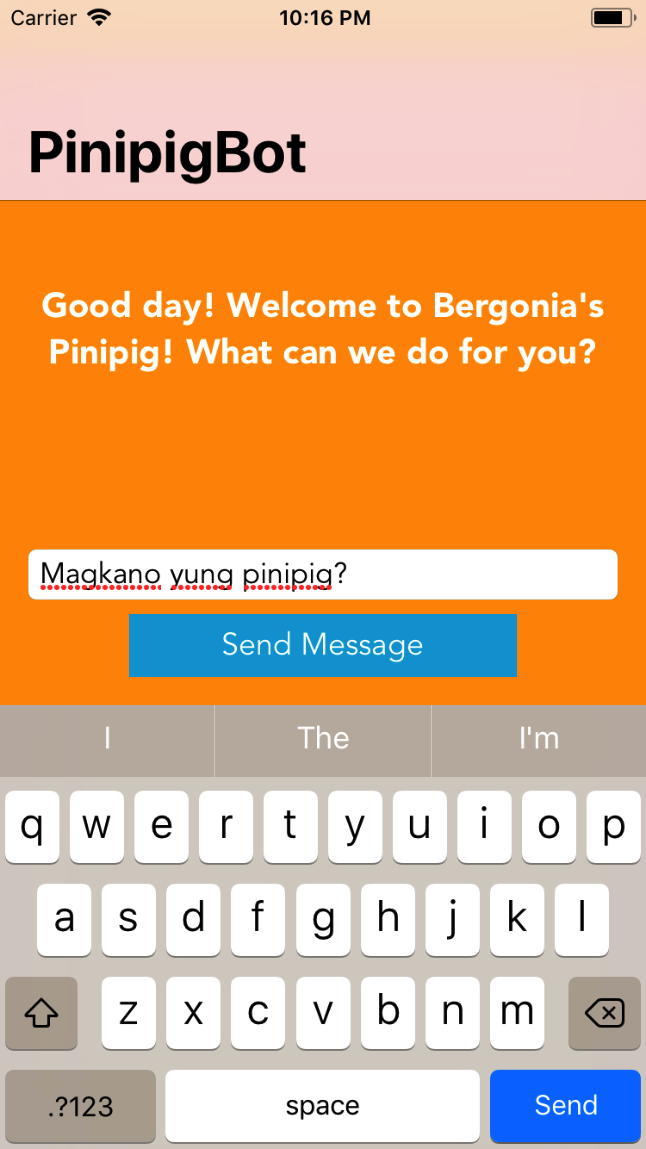 Carrier 10:16 PM
PinipigBot
Good day! Welcome to Bergonia's
Pinipig! What can we do for you?
Magkano yung pinipig?
Send Message
I The I'm
q w e r t y u i o p
a s d f g h j k l
z x c v b n m
.?123 space Send